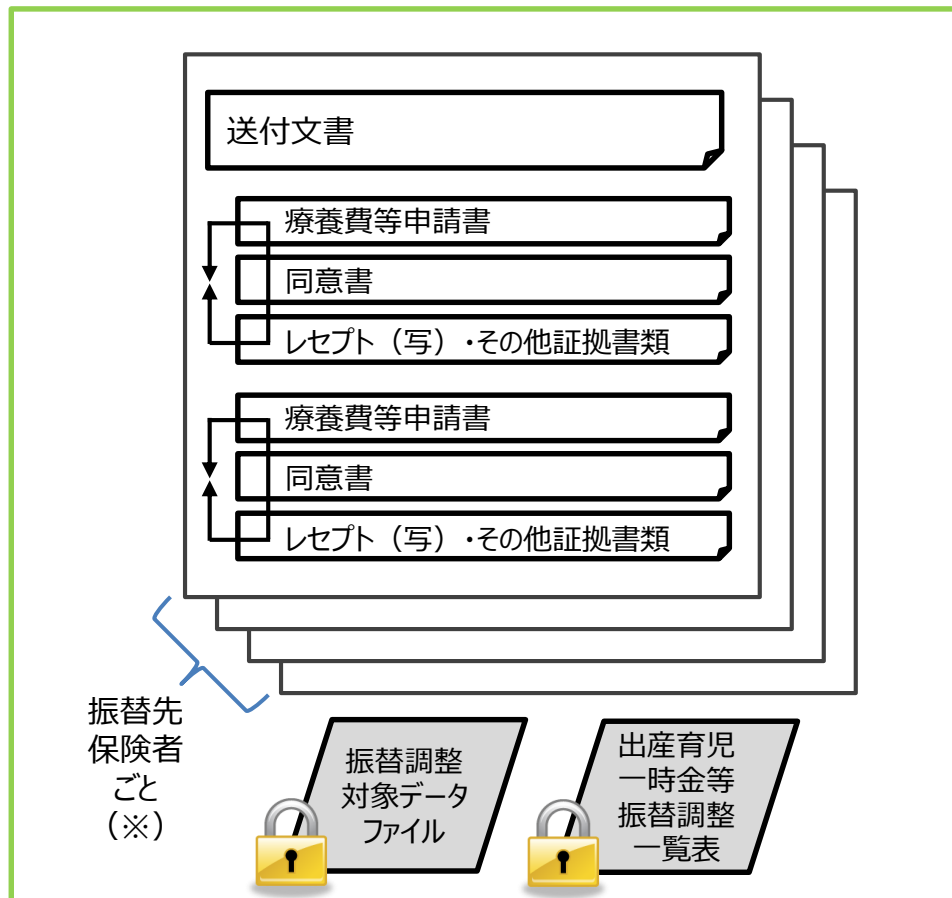 送付文書
療養費等申請書
同意書
レセプト（写）・その他証拠書類
療養費等申請書
同意書
レセプト（写）・その他証拠書類
振替先
保険者
ごと
（※）
振替調整
対象データ
ファイル
出産育児
一時金等
振替調整
一覧表